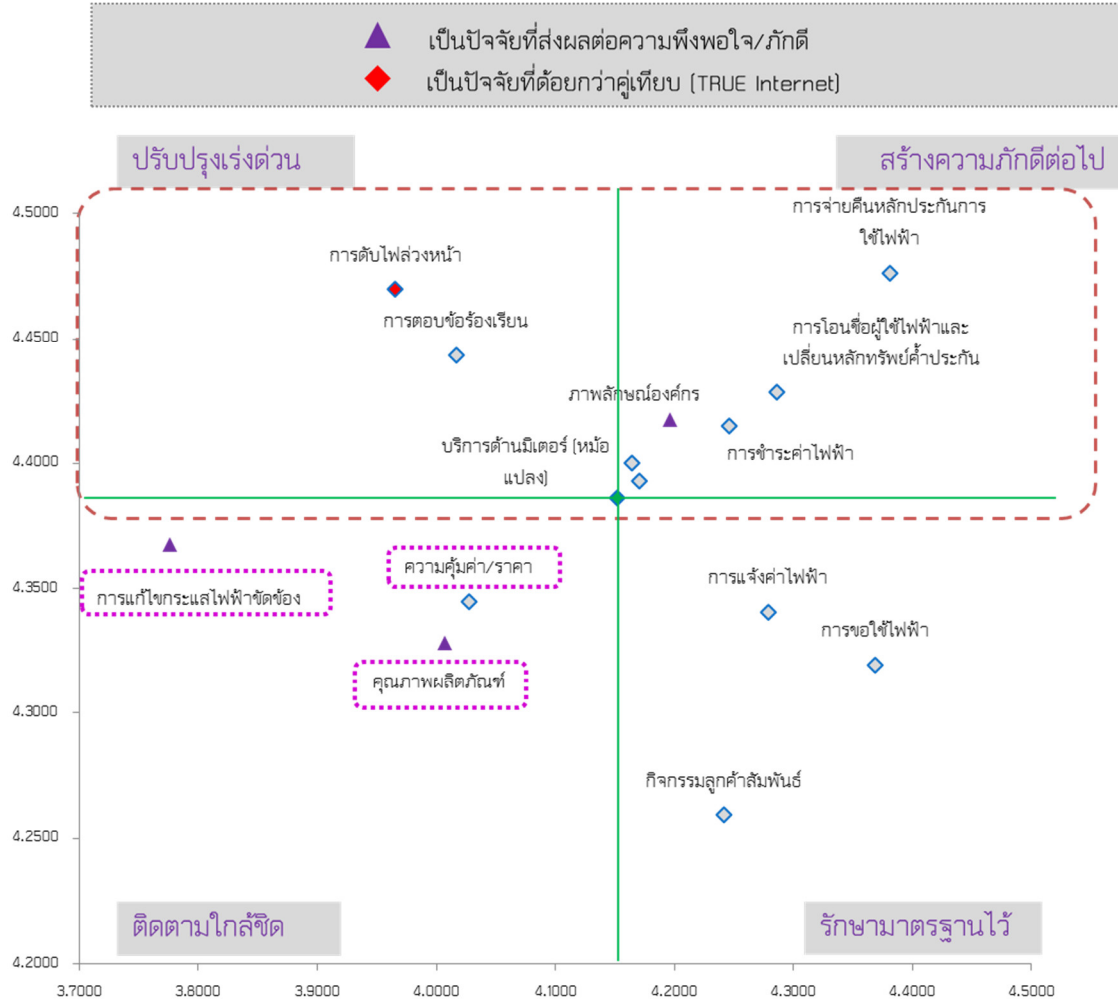 เป็นปัจจัยที่ส่งผลต่อความพึงพอใจ/ภักดี
เป็นปัจจัยที่ด้อยกว่าคู่เทียบ (TRUE Internet)
ปรับปรุงเร่งด่วน
สร้างความภักดีต่อไป
การจ่ายคืนหลักประกันการ
ใช้ไฟฟ้า
การดับไฟล่วงหน้า
การตอบข้อร้องเรียน
การโอนชื่อผู้ใช้ไฟฟ้าและ
เปลี่ยนหลักทรัพย์ค้ำประกัน
ภาพลักษณ์องค์กร
บริการด้านมิเตอร์ (หม้อ
แปลง)
การชำระค่าไฟฟ้า
ความคุ้มค่า/ราคา
การแก้ไขกระแสไฟฟ้าขัดข้อง
การแจ้งค่าไฟฟ้า
การขอใช้ไฟฟ้า
คุณภาพผลิตภัณฑ์
กิจกรรมลูกค้าสัมพันธ์
ติดตามใกล้ชิด
รักษามาตรฐานไว้
4.5000
4.4500
4.4000
4.3500
4.3000
4.2500
4.2000
3.7000 3.8000 3.9000 4.0000 4.1000 4.2000 4.3000 4.4000 4.5000